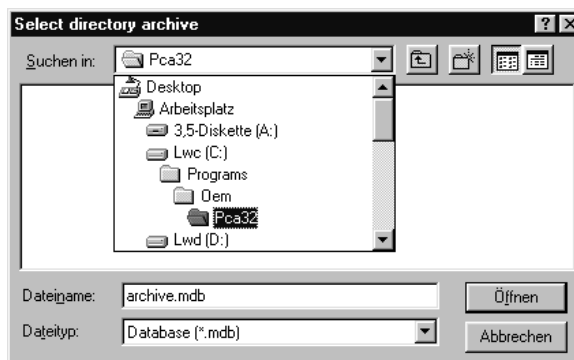 Select directory archive
Suchen in:
Pca32
Desktop
Arbeitsplatz
3,5-Diskette (A:)
Lwc (C:)
Programs
Oem
Pca32
Lwd (D:)
Dateiname:
archive.mdb
Öffnen
Dateityp:
Database (*.mdb)
Abbrechen